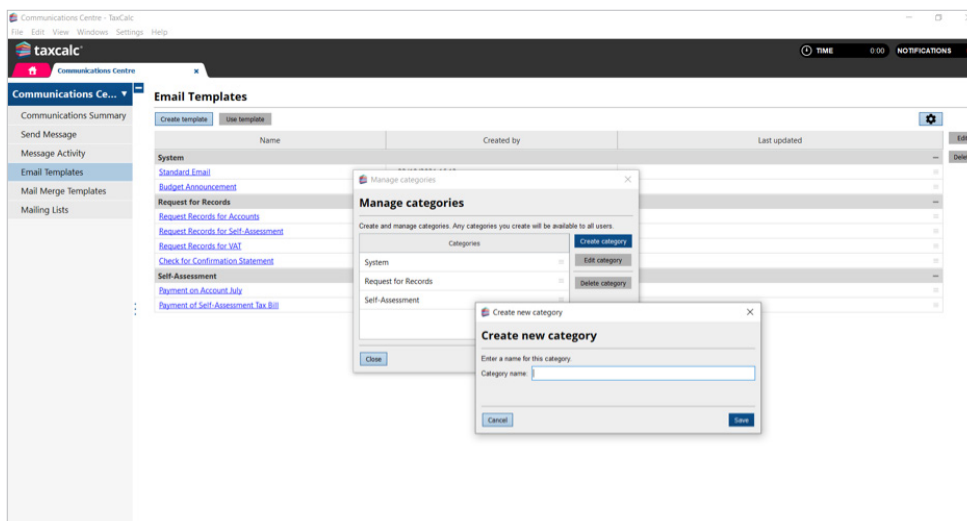 Communications Centre - TaxCalc
File Edit View Windows Settings Help
taxcalc
TIME 0:00 NOTIFICATIONS
Communications Centre
Communications Ce...
Communications Summary
Send Message
Message Activity
Email Templates
Mail Merge Templates
Mailing Lists
Email Templates
Create template Use template
Name Created by Last updated
System
Standard Email
Budget Announcement
Request for Records
Request Records for Accounts
Request Records for Self-Assessment
Request Records for VAT
Check for Confirmation Statement
Self-Assessment
Payment on Account July
Payment of Self-Assessment Tax Bill
Manage categories
Manage categories
Create and manage categories. Any categories you create will be available to all users.
Categories
System
Request for Records
Self-Assessment
Create category
Edit category
Delete category
Close
Create new category
Create new category
Enter a name for this category.
Category name:
Cancel Save